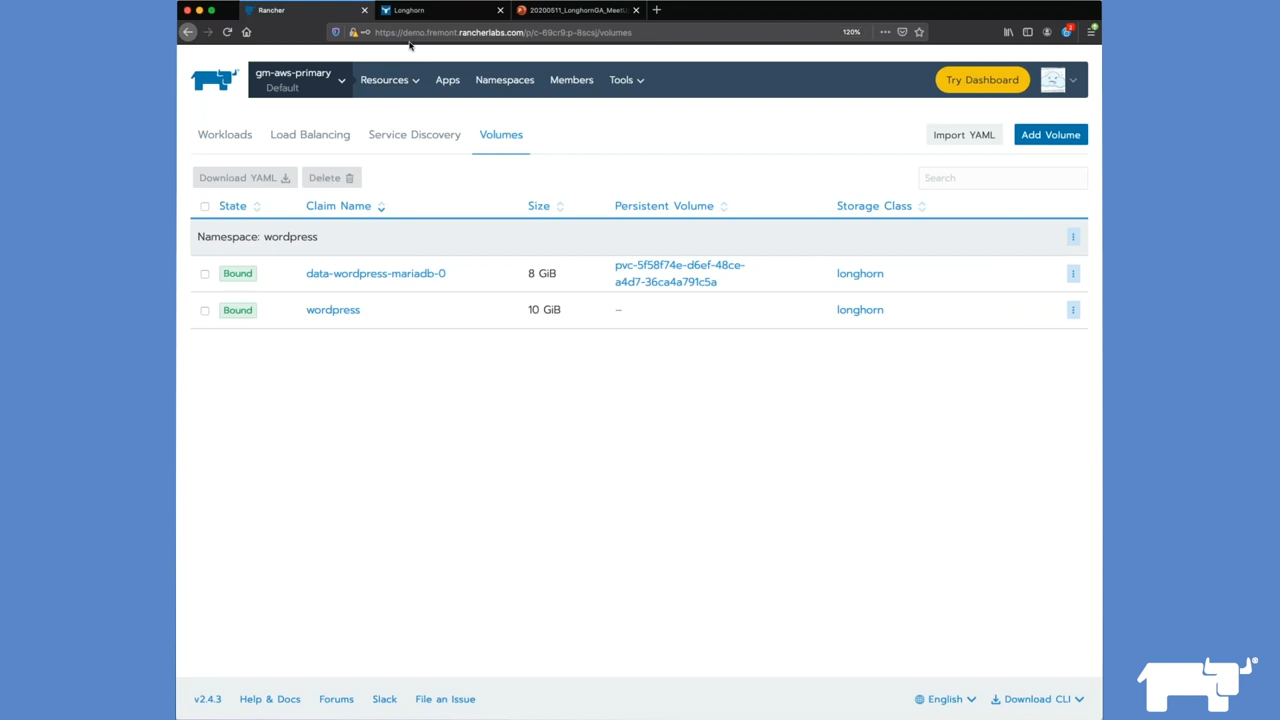 Rancher
Longhorn
20200511_LonghornGA_MeetU
https://demo.fremont.rancherlabs.com/p/c-69cr9:p-8scsj/volumes
120%
2
gm-aws-primary
Default
Resources
Apps
Namespaces
Members
Tools
Try Dashboard
Workloads
Load Balancing
Service Discovery
Volumes
Import YAML
Add Volume
Download YAML
Delete
Search
State
Claim Name
Size
Persistent Volume
Storage Class
Namespace: wordpress
Bound
data-wordpress-mariadb-0
8 GiB
pvc-5f58f74e-d6ef-48ce-
a4d7-36ca4a791c5a
longhorn
Bound
wordpress
10 GiB
–
longhorn
v2.4.3
Help & Docs
Forums
Slack
File an Issue
English
Download CLI
®